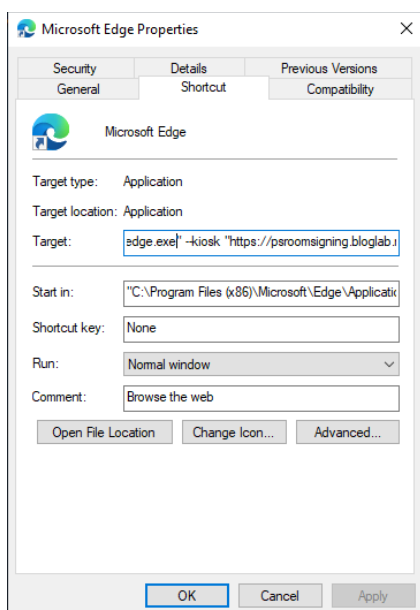 Microsoft Edge Properties
Security Details Previous Versions
General Shortcut Compatibility
Microsoft Edge
Target type: Application
Target location: Application
Target: edge.exe" --kiosk "https://psroomsigning.bloglab.
Start in: "C:\Program Files (x86)\Microsoft\Edge\Applicatic
Shortcut key: None
Run: Normal window
Comment: Browse the web
Open File Location Change Icon... Advanced...
OK Cancel Apply